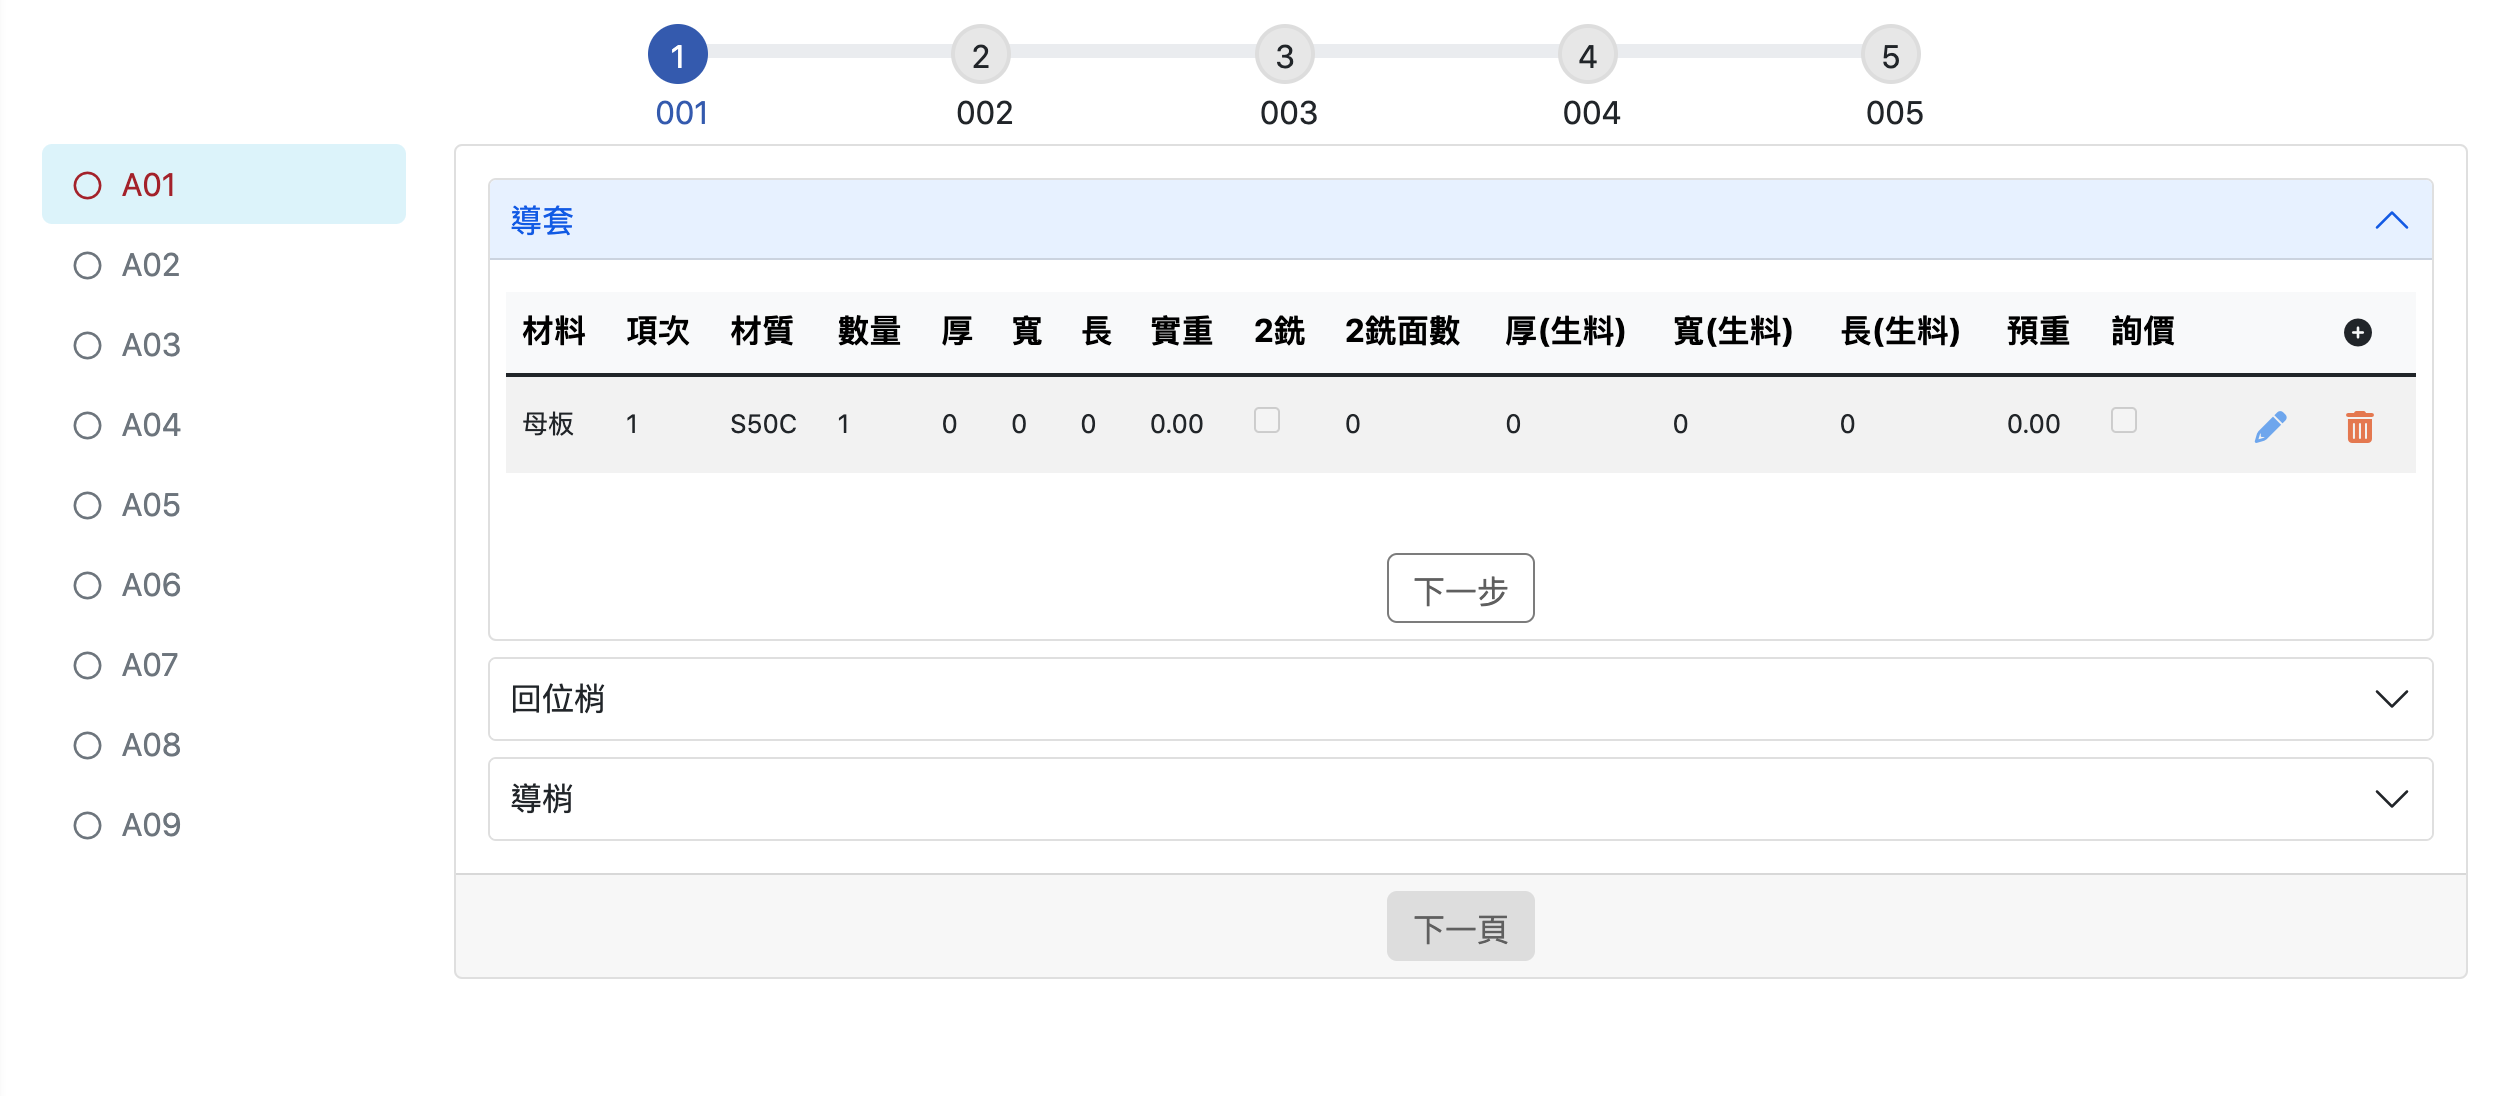 1 2 3 4 5
001 002 003 004 005
A01
A02
A03
A04
A05
A06
A07
A08
A09
導套
材料 項次 材質 數量 厚 寬 長 實重 2銑 2銑面數 厚(生料) 寬(生料) 長(生料) 預重 詢價
母板 1 S50C 1 0 0 0 0.00 0 0 0 0 0.00
下一步
回位梢
導梢
下一頁